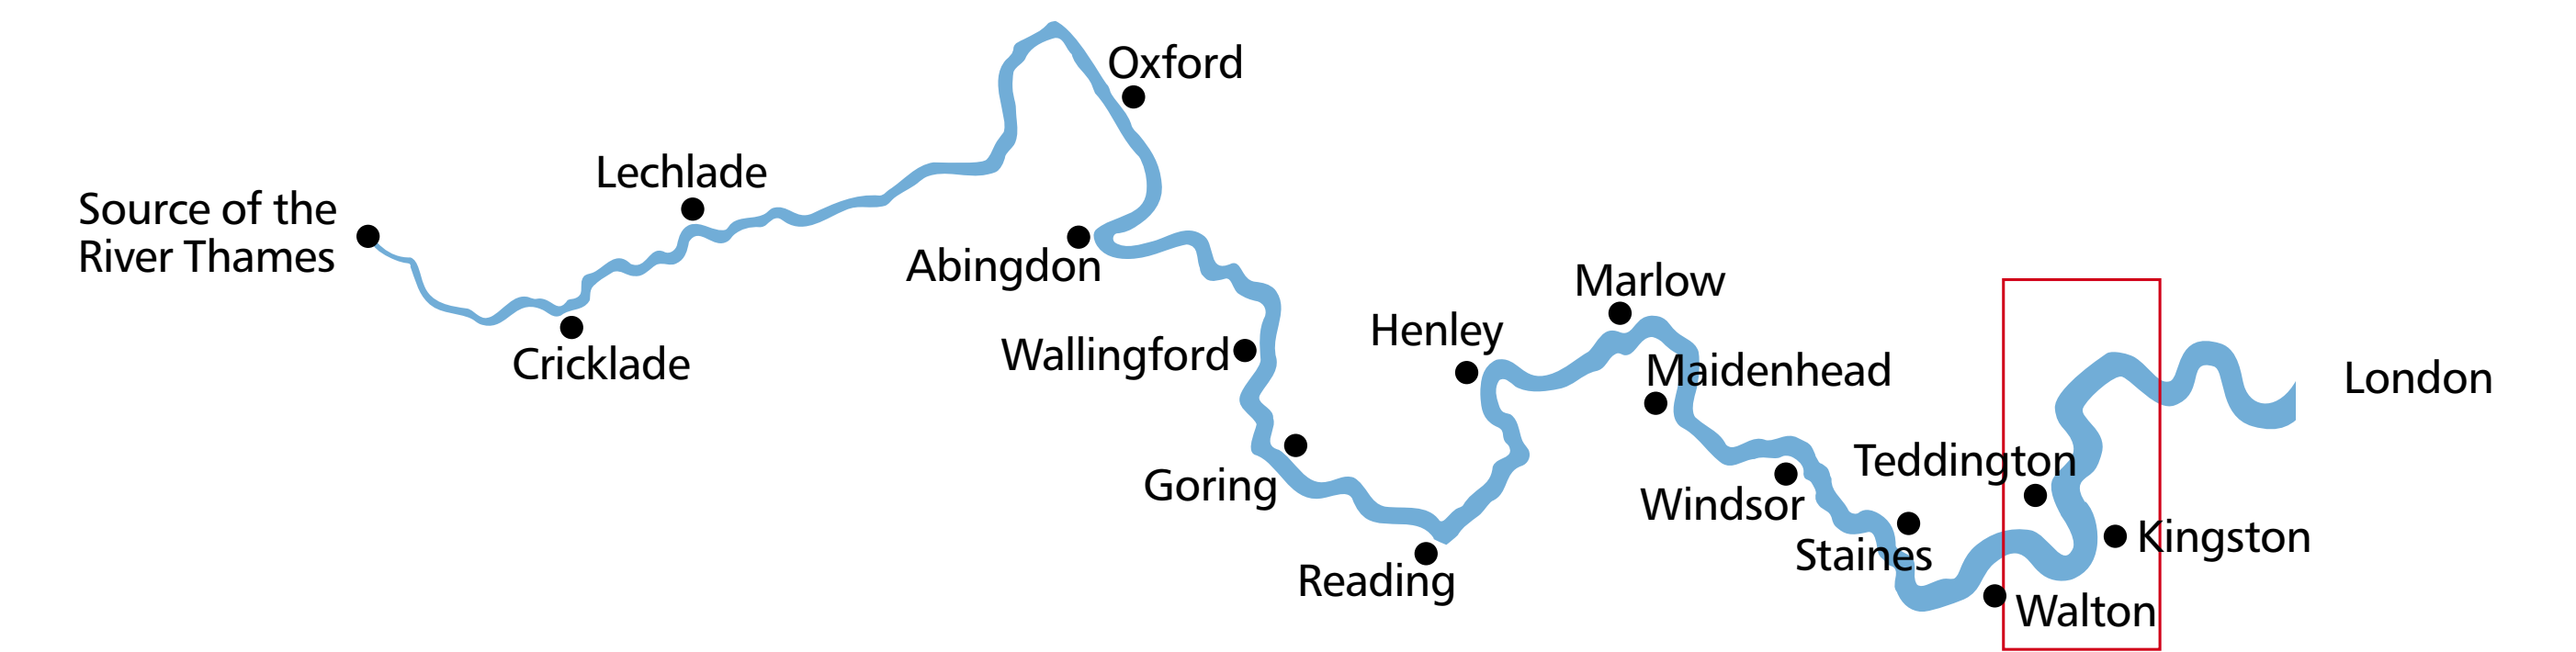 Source of the
River Thames
Cricklade
Lechlade
Oxford
Abingdon
Wallingford
Goring
Reading
Henley
Marlow
Maidenhead
Windsor
Staines
Walton
Kingston
Teddington
London